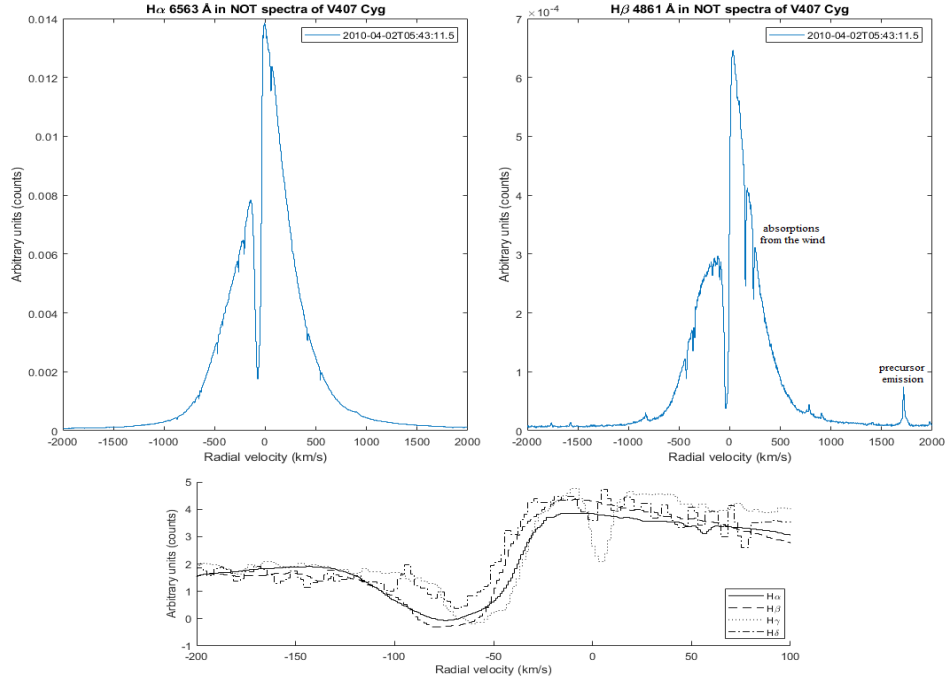 Hα 6563 Å in NOT spectra of V407 Cyg
0.014
0.012
0.01
0.008
0.006
0.004
0.002
0
Arbitrary units (counts)
2010-04-02T05:43:11.5
-2000 -1500 -1000 -500 0 500 1000 1500 2000
Radial velocity (km/s)
Hβ 4861 Å in NOT spectra of V407 Cyg
×10⁻⁴
7
6
5
4
3
2
1
0
Arbitrary units (counts)
2010-04-02T05:43:11.5
absorptions
from the wind
precursor
emission
-2000 -1500 -1000 -500 0 500 1000 1500 2000
Radial velocity (km/s)
5
4
3
2
1
0
-1
Arbitrary units (counts)
Hα
Hβ
Hγ
Hδ
-200 -150 -100 -50 0 50 100
Radial velocity (km/s)